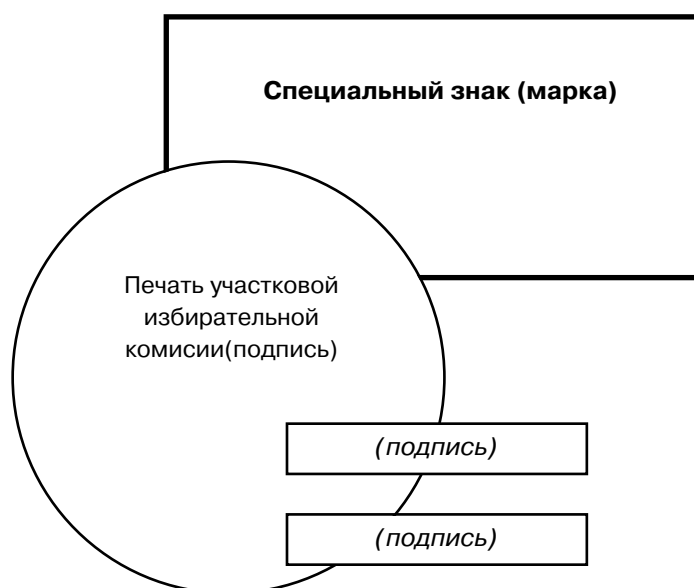 Специальный знак (марка)
Печать участковой
избирательной
комисии(подпись)
(подпись)
(подпись)